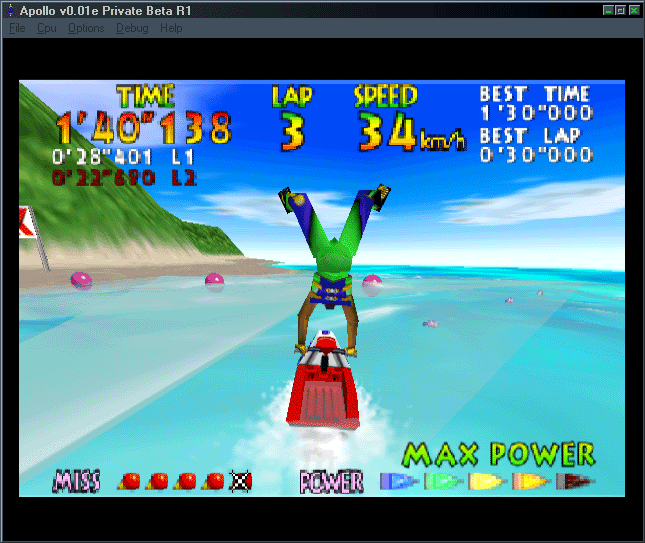 Apollo v0.01e Private Beta R1
File Cpu Options Debug Help
TIME LAP SPEED BEST TIME
1'40"138 3 34 km/h 1'30"000
0'28"401 L1 BEST LAP
0'22"690 L2 0'30"000
MAX POWER
MISS POWER